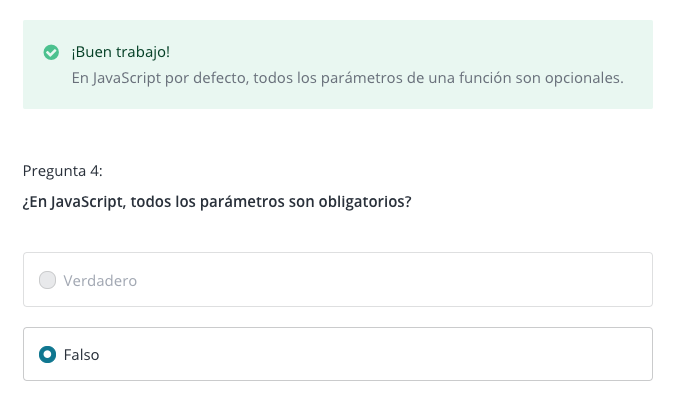 ¡Buen trabajo!
En JavaScript por defecto, todos los parámetros de una función son opcionales.
Pregunta 4:
¿En JavaScript, todos los parámetros son obligatorios?
Verdadero
Falso